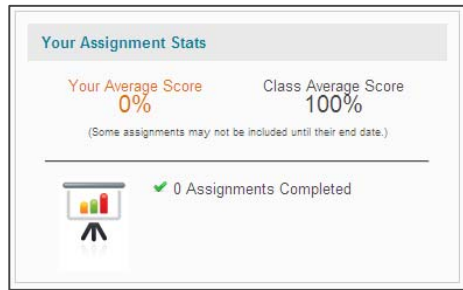 Your Assignment Stats
Your Average Score Class Average Score
0% 100%
(Some assignments may not be included until their end date.)
✔ 0 Assignments Completed